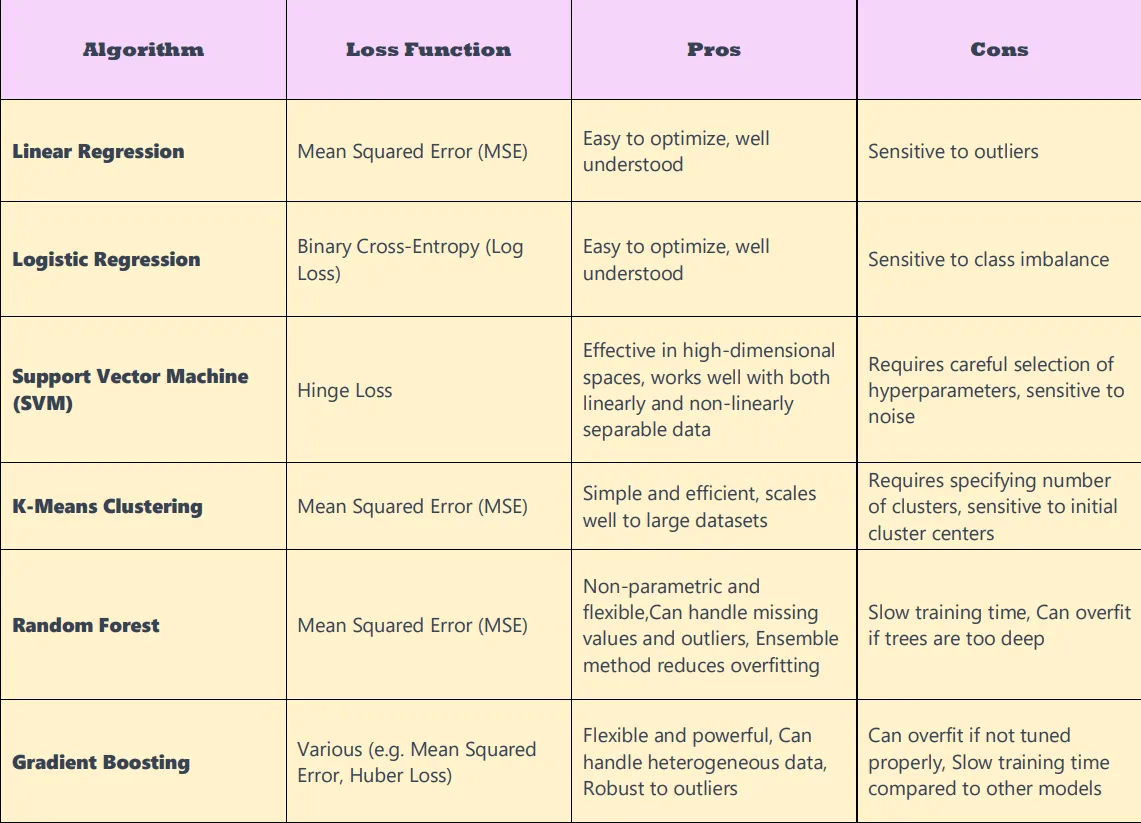 Algorithm
Loss Function
Pros
Cons
Linear Regression
Mean Squared Error (MSE)
Easy to optimize, well
understood
Sensitive to outliers
Logistic Regression
Binary Cross-Entropy (Log
Loss)
Easy to optimize, well
understood
Sensitive to class imbalance
Support Vector Machine
(SVM)
Hinge Loss
Effective in high-dimensional
spaces, works well with both
linearly and non-linearly
separable data
Requires careful selection of
hyperparameters, sensitive to
noise
K-Means Clustering
Mean Squared Error (MSE)
Simple and efficient, scales
well to large datasets
Requires specifying number
of clusters, sensitive to initial
cluster centers
Random Forest
Mean Squared Error (MSE)
Non-parametric and
flexible,Can handle missing
values and outliers, Ensemble
method reduces overfitting
Slow training time, Can overfit
if trees are too deep
Gradient Boosting
Various (e.g. Mean Squared
Error, Huber Loss)
Flexible and powerful, Can
handle heterogeneous data,
Robust to outliers
Can overfit if not tuned
properly, Slow training time
compared to other models